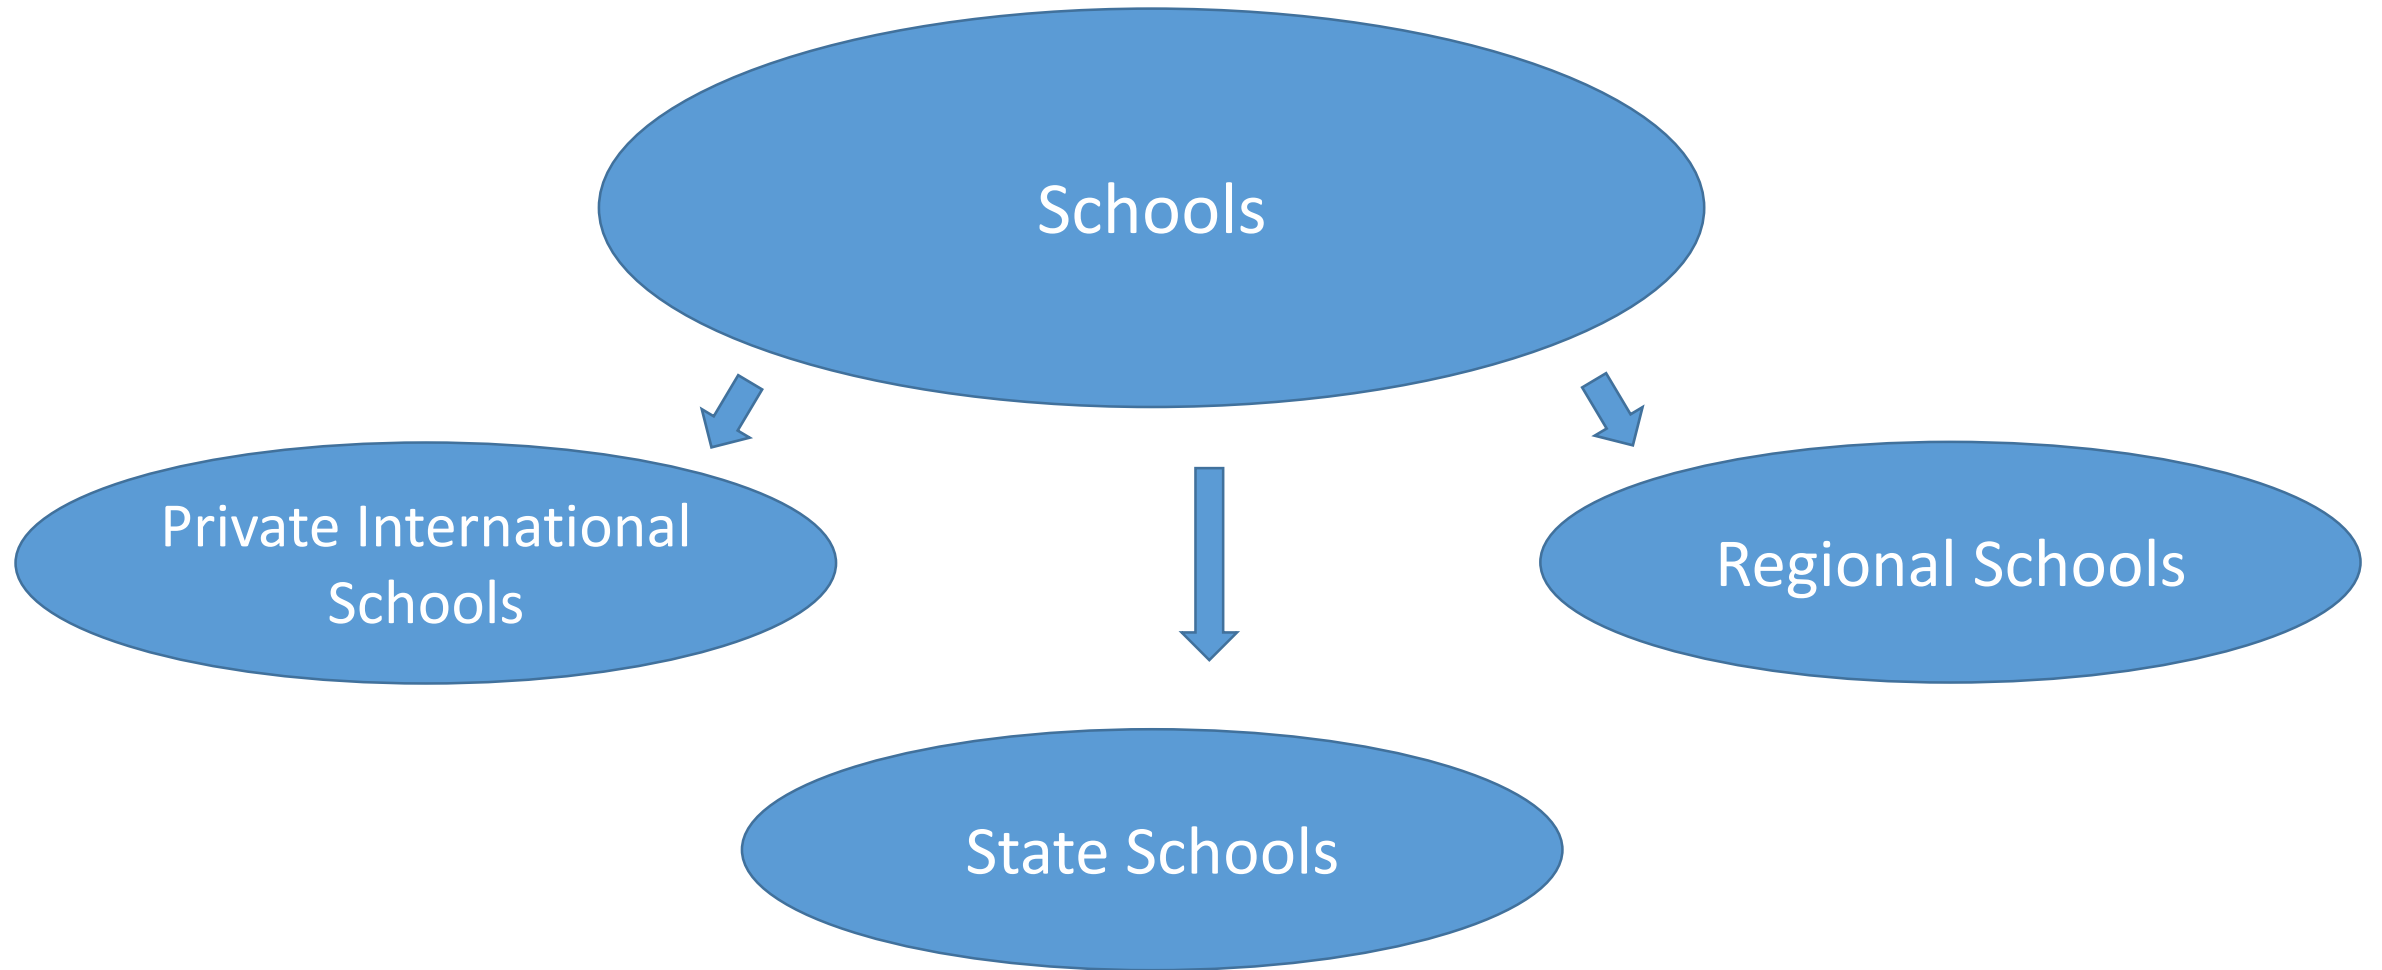 Schools
Private International
Schools
Regional Schools
State Schools